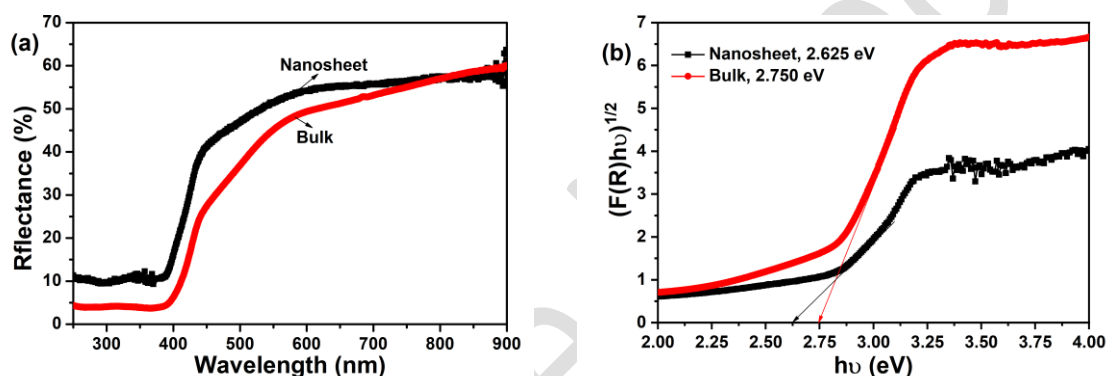 (a)
70
60
50
40
30
20
10
0
Rflectance (%)
Nanosheet
Bulk
300 400 500 600 700 800 900
Wavelength (nm)
(b)
7
6
5
4
3
2
1
0
(F(R)hυ)^1/2
Nanosheet, 2.625 eV
Bulk, 2.750 eV
2.00 2.25 2.50 2.75 3.00 3.25 3.50 3.75 4.00
hυ (eV)